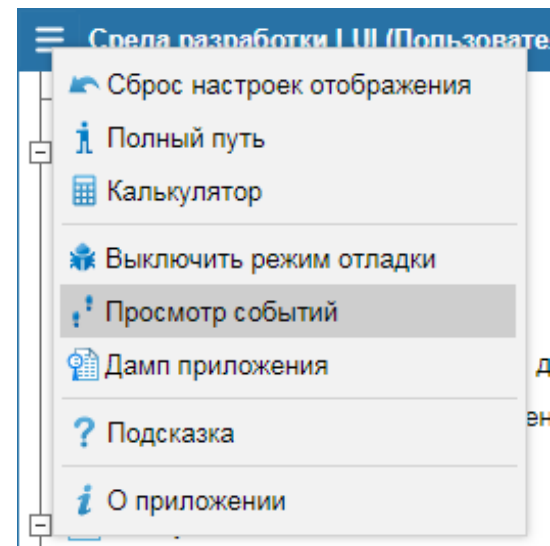 Среда разработки LUI (Пользовате
Сброс настроек отображения
Полный путь
Калькулятор
Выключить режим отладки
Просмотр событий
Дамп приложения
Подсказка
О приложении